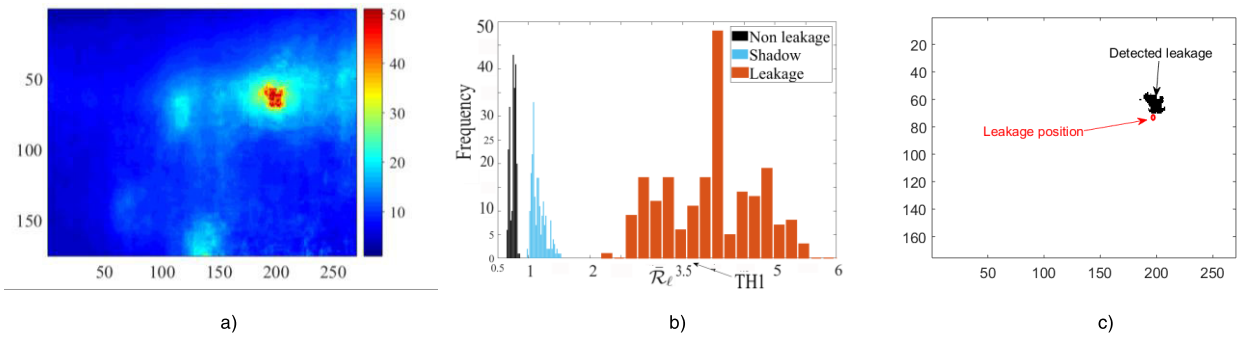 50
100
150
50 100 150 200 250
50
40
30
20
10
a)
Frequency
50
40
30
20
10
5
0
0.5 1 2 3.5 5 6
Non leakage
Shadow
Leakage
R̄ℓ
TH1
b)
20
40
60
80
100
120
140
160
50 100 150 200 250
Detected leakage
Leakage position
c)